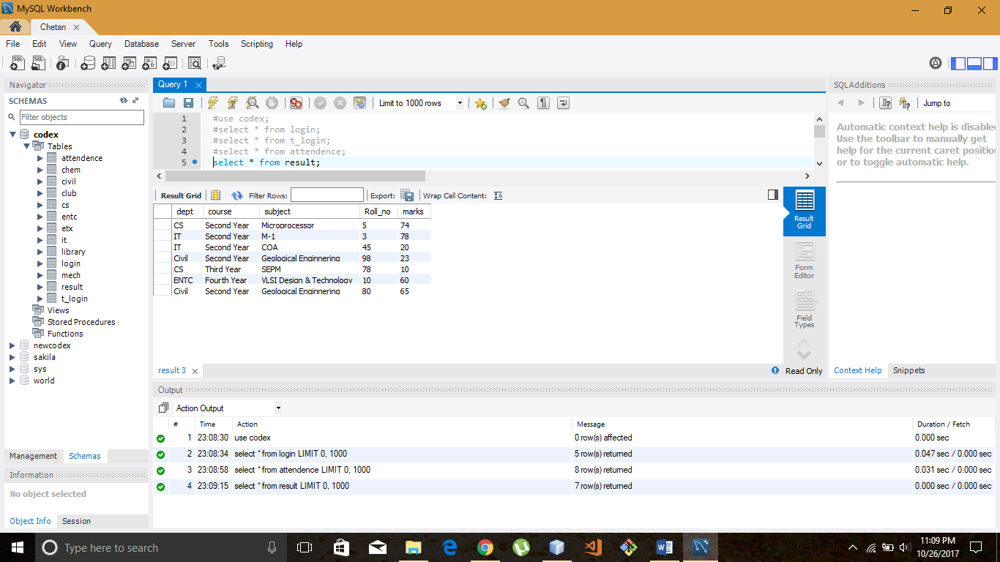 MySQL Workbench
Chetan
File Edit View Query Database Server Tools Scripting Help
Navigator
SCHEMAS
Filter objects
codex
Tables
attendence
chem
civil
club
cs
entc
etx
it
library
login
mech
result
t_login
Views
Stored Procedures
Functions
newcodex
sakila
sys
world
Management Schemas
Information
No object selected
Object Info Session
Query 1
Limit to 1000 rows
1 #use codex;
2 #select * from login;
3 #select * from t_login;
4 #select * from attendence;
5 select * from result;
Result Grid Filter Rows: Export: Wrap Cell Content:
dept course subject Roll_no marks
CS Second Year Microprocessor 5 74
IT Second Year M-1 3 78
IT Second Year COA 45 20
Civil Second Year Geological Enginnering 98 23
CS Third Year SEPM 78 10
ENTC Fourth Year VLSI Design & Technology 10 60
Civil Second Year Geological Enginnering 80 65
Result
Grid
Form
Editor
Field
Types
result 3
Read Only
SQLAdditions
Jump to
Automatic context help is disabled
Use the toolbar to manually get
help for the current caret position
or to toggle automatic help.
Context Help Snippets
Output
Action Output
# Time Action Message Duration / Fetch
1 23:08:30 use codex 0 row(s) affected 0.000 sec
2 23:08:34 select * from login LIMIT 0, 1000 5 row(s) returned 0.047 sec / 0.000 sec
3 23:08:58 select * from attendence LIMIT 0, 1000 8 row(s) returned 0.031 sec / 0.000 sec
4 23:09:15 select * from result LIMIT 0, 1000 7 row(s) returned 0.000 sec / 0.000 sec
Type here to search
11:09 PM
10/26/2017